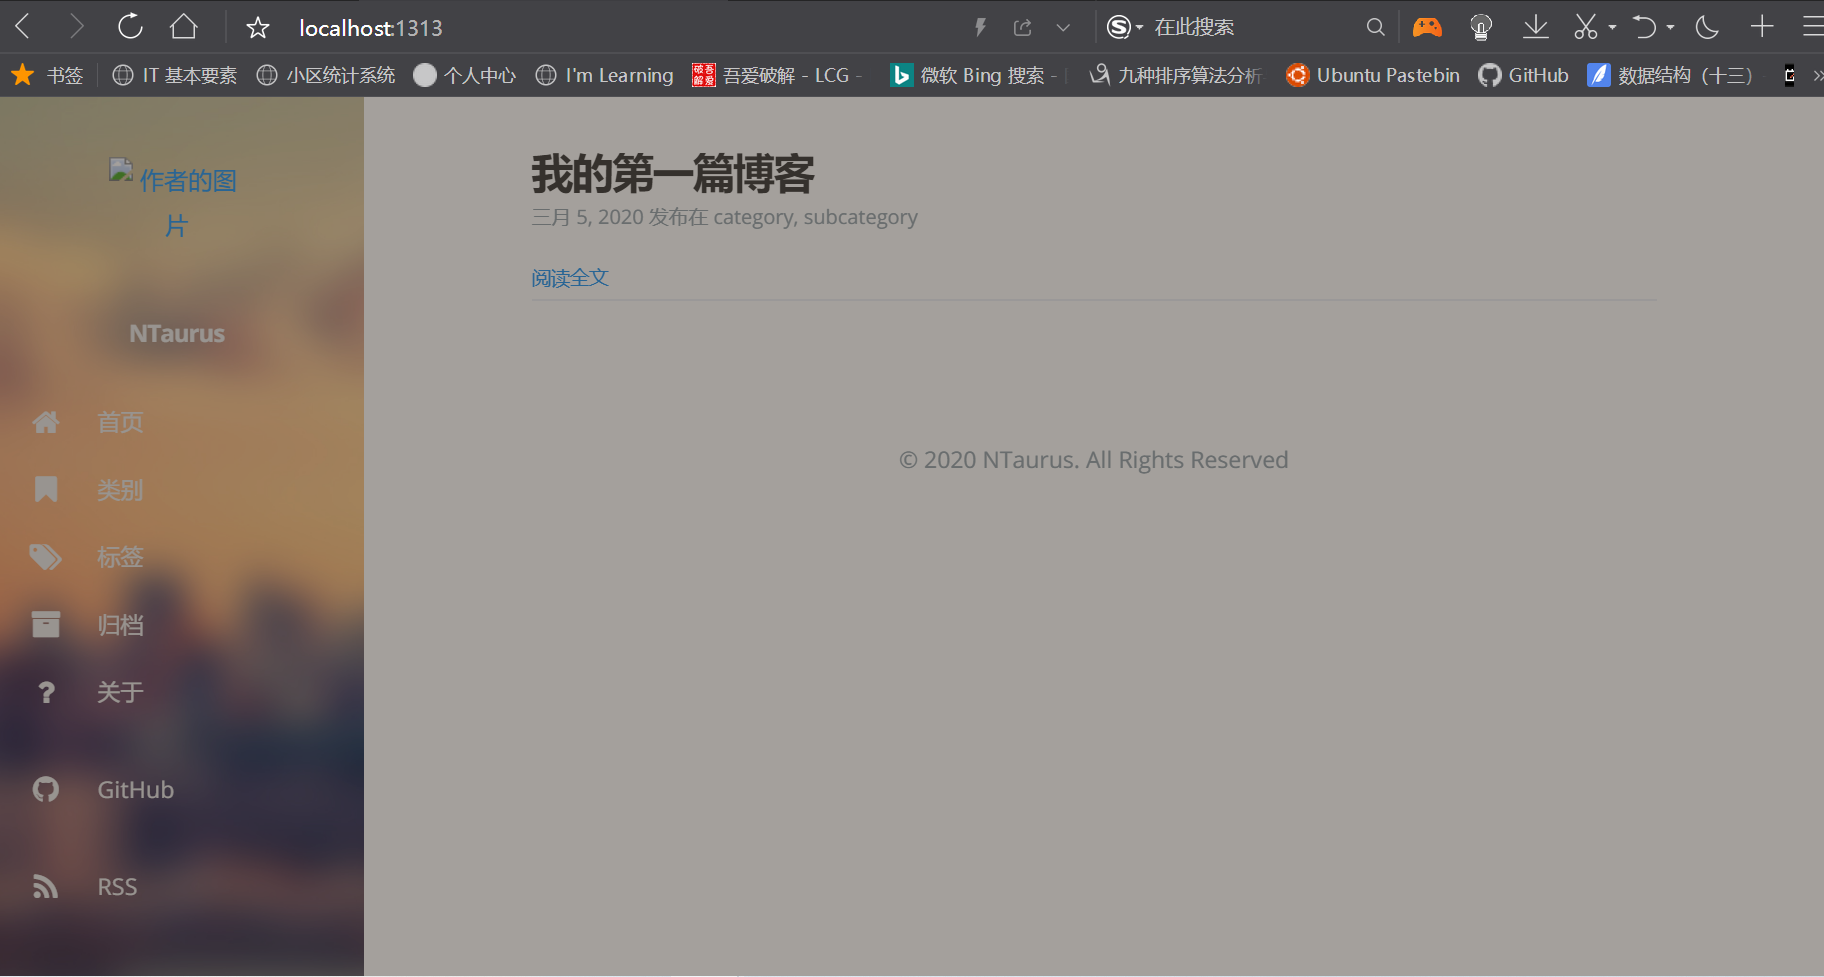 localhost:1313
在此搜索
书签
IT 基本要素
小区统计系统
个人中心
I'm Learning
吾爱破解 - LCG -
微软 Bing 搜索 -
九种排序算法分析
Ubuntu Pastebin
GitHub
数据结构（十三）
作者的图
片
NTaurus
首页
类别
标签
归档
关于
GitHub
RSS
我的第一篇博客
三月 5, 2020 发布在 category, subcategory
阅读全文
© 2020 NTaurus. All Rights Reserved